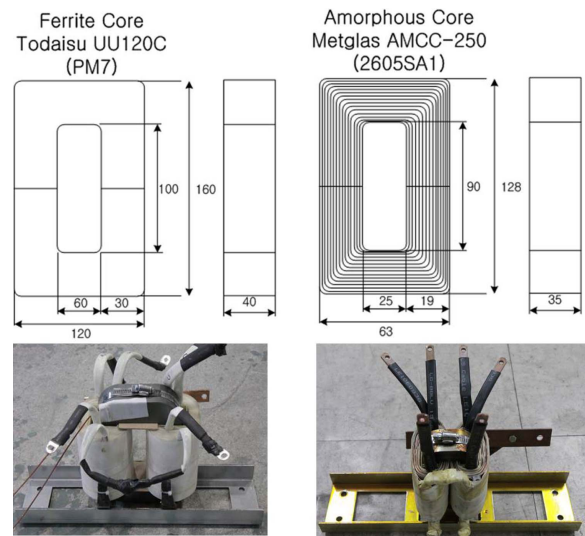 Ferrite Core
Todaisu UU120C
(PM7)
100
160
60
30
120
40
Amorphous Core
Metglas AMCC-250
(2605SA1)
90
128
25
19
63
35